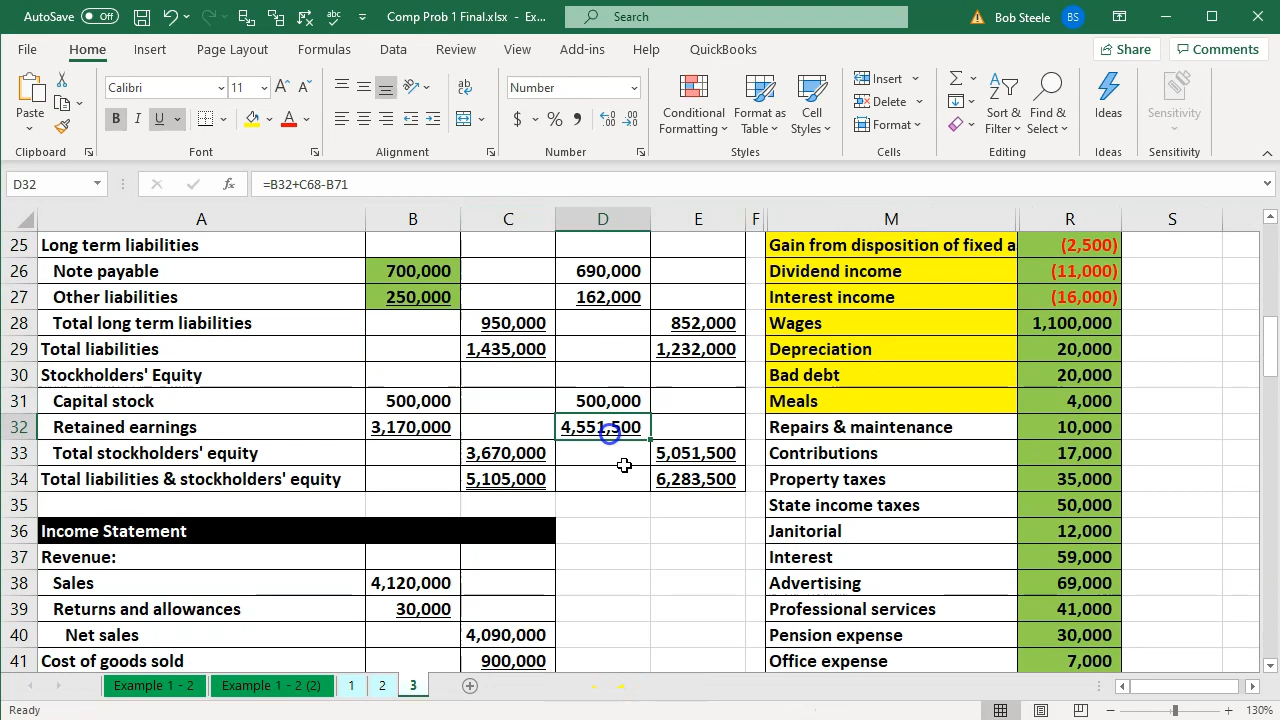 AutoSave Off Comp Prob 1 Final.xlsx - Ex... Search Bob Steele BS
File Home Insert Draw Page Layout Formulas Data Review View Add-ins Help QuickBooks Share Comments
Paste Calibri 11 Number Conditional Formatting Format as Table Cell Styles Insert Delete Format Sort & Filter Find & Select Ideas Sensitivity
Clipboard Font Alignment Number Styles Cells Editing Ideas Sensitivity
D32 fx =B32+C68-B71
A B C D E F M R S
25 Long term liabilities Gain from disposition of fixed a (2,500)
26 Note payable 700,000 690,000 Dividend income (11,000)
27 Other liabilities 250,000 162,000 Interest income (16,000)
28 Total long term liabilities 950,000 852,000 Wages 1,100,000
29 Total liabilities 1,435,000 1,232,000 Depreciation 20,000
30 Stockholders' Equity Bad debt 20,000
31 Capital stock 500,000 500,000 Meals 4,000
32 Retained earnings 3,170,000 4,551,500 Repairs & maintenance 10,000
33 Total stockholders' equity 3,670,000 5,051,500 Contributions 17,000
34 Total liabilities & stockholders' equity 5,105,000 6,283,500 Property taxes 35,000
35 State income taxes 50,000
36 Income Statement Janitorial 12,000
37 Revenue: Interest 59,000
38 Sales 4,120,000 Advertising 69,000
39 Returns and allowances 30,000 Professional services 41,000
40 Net sales 4,090,000 Pension expense 30,000
41 Cost of goods sold 900,000 Office expense 7,000
Example 1 - 2 Example 1 - 2 (2) 1 2 3
Ready 130%